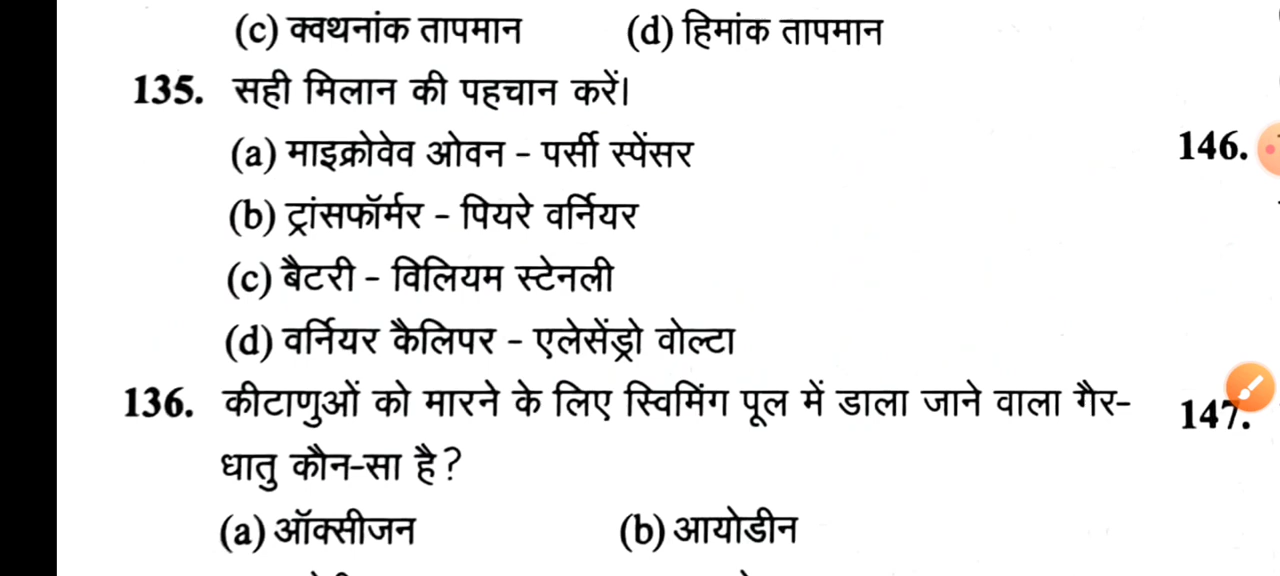 (c) क्वथनांक तापमान (d) हिमांक तापमान
135. सही मिलान की पहचान करें।
(a) माइक्रोवेव ओवन - पर्सी स्पेंसर
146.
(b) ट्रांसफॉर्मर - पियरे वर्नियर
(c) बैटरी - विलियम स्टेनली
(d) वर्नियर कैलिपर - एलेसेंड्रो वोल्टा
136. कीटाणुओं को मारने के लिए स्विमिंग पूल में डाला जाने वाला गैर-
147.
धातु कौन-सा है?
(a) ऑक्सीजन (b) आयोडीन